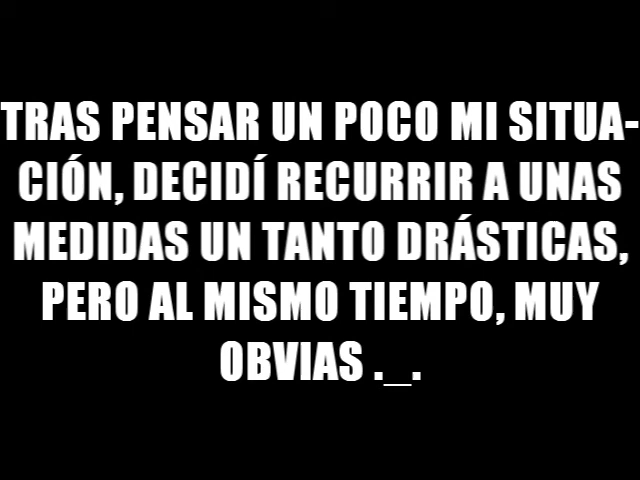 TRAS PENSAR UN POCO MI SITUA-
CIÓN, DECIDÍ RECURRIR A UNAS
MEDIDAS UN TANTO DRÁSTICAS,
PERO AL MISMO TIEMPO, MUY
OBVIAS ._.